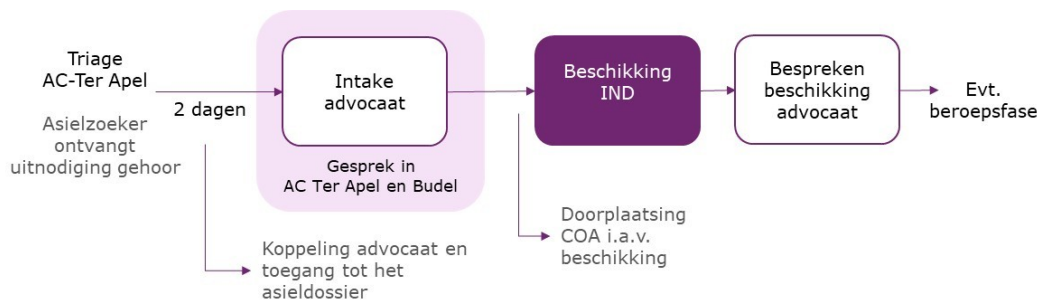 Triage
AC-Ter Apel
2 dagen
Asielzoeker
ontvangt
uitnodiging gehoor
Koppeling advocaat en
toegang tot het
asieldossier
Intake
advocaat
Gesprek in
AC Ter Apel en Budel
Doorplaatsing
COA i.a.v.
beschikking
Beschikking
IND
Bespreken
beschikking
advocaat
Evt.
beroepsfase